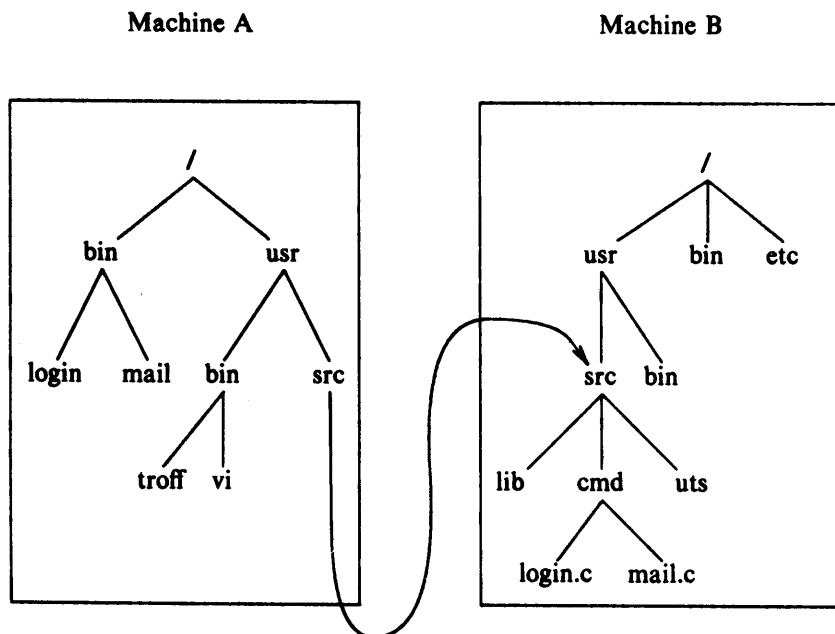 Machine A
Machine B
/
bin usr
login mail bin src
troff vi
/
usr bin etc
src bin
lib cmd uts
login.c mail.c